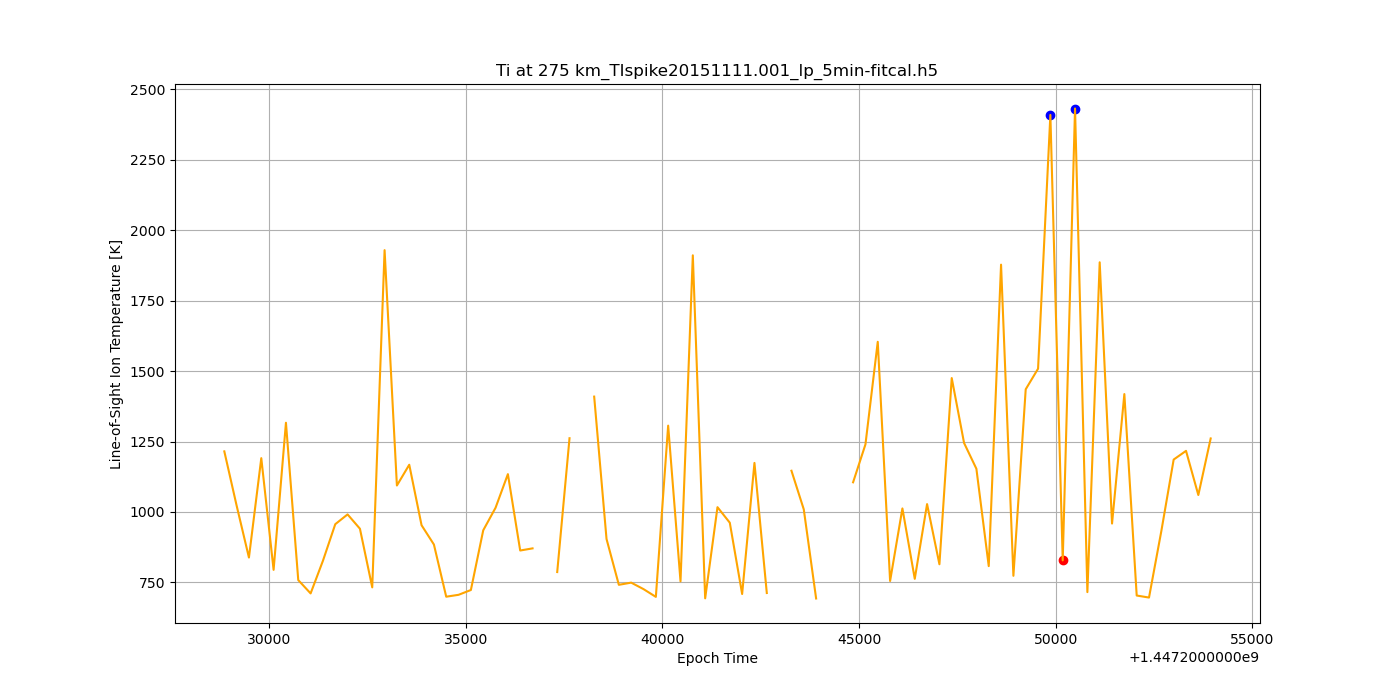 Ti at 275 km_TIspike20151111.001_lp_5min-fitcal.h5
Line-of-Sight Ion Temperature [K]
2500
2250
2000
1750
1500
1250
1000
750
30000 35000 40000 45000 50000 55000
Epoch Time
+1.4472000000e9